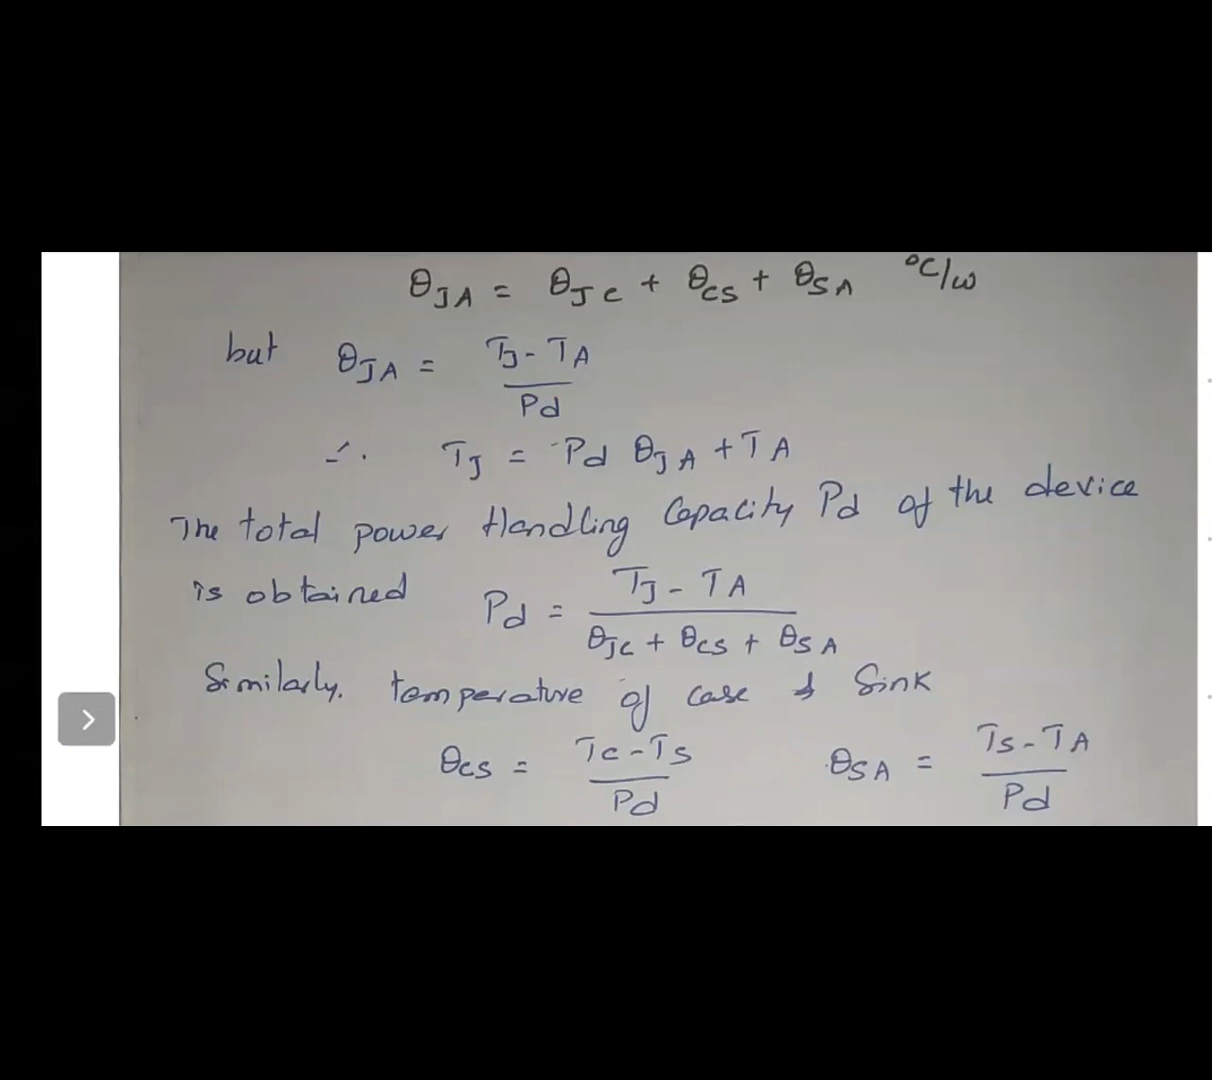 θJA = θJC + θCS + θSA °C/W
but θJA = TJ - TA / Pd
∴ TJ = Pd θJA + TA
The total power Handling Capacity Pd of the device
is obtained Pd = TJ - TA / θJC + θCS + θSA
Similarly. temperature of case & Sink
θCS = TC - TS / Pd θSA = TS - TA / Pd